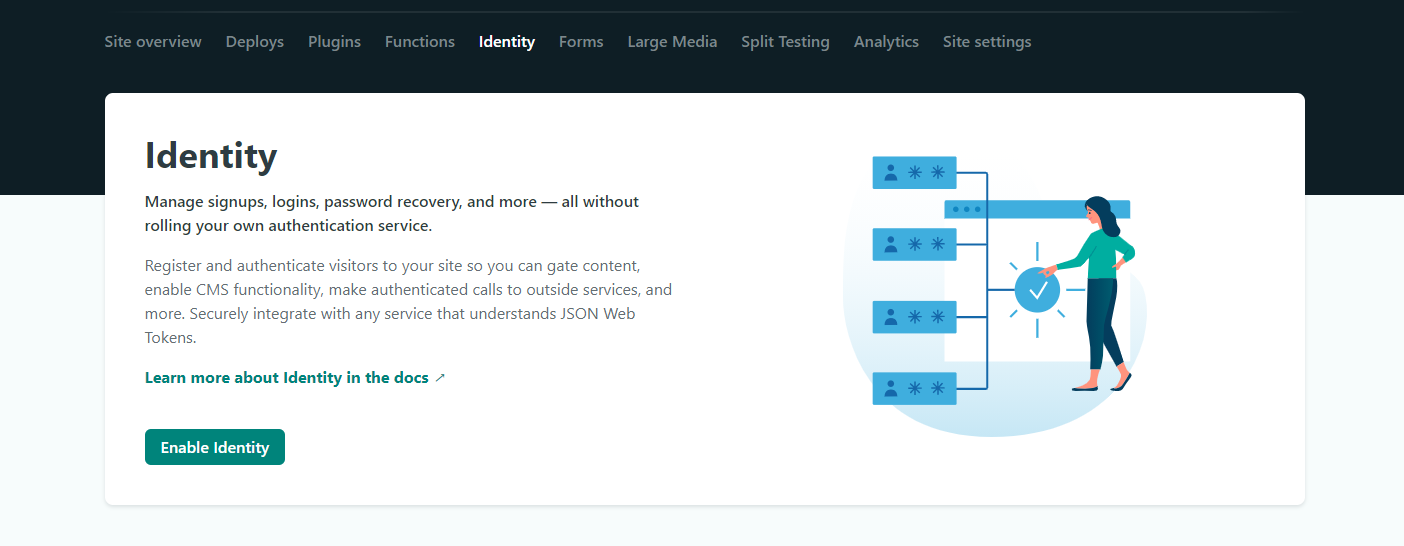 Site overview Deploys Plugins Functions Identity Forms Large Media Split Testing Analytics Site settings
Identity
Manage signups, logins, password recovery, and more — all without
rolling your own authentication service.
Register and authenticate visitors to your site so you can gate content,
enable CMS functionality, make authenticated calls to outside services, and
more. Securely integrate with any service that understands JSON Web
Tokens.
Learn more about Identity in the docs ↗
Enable Identity